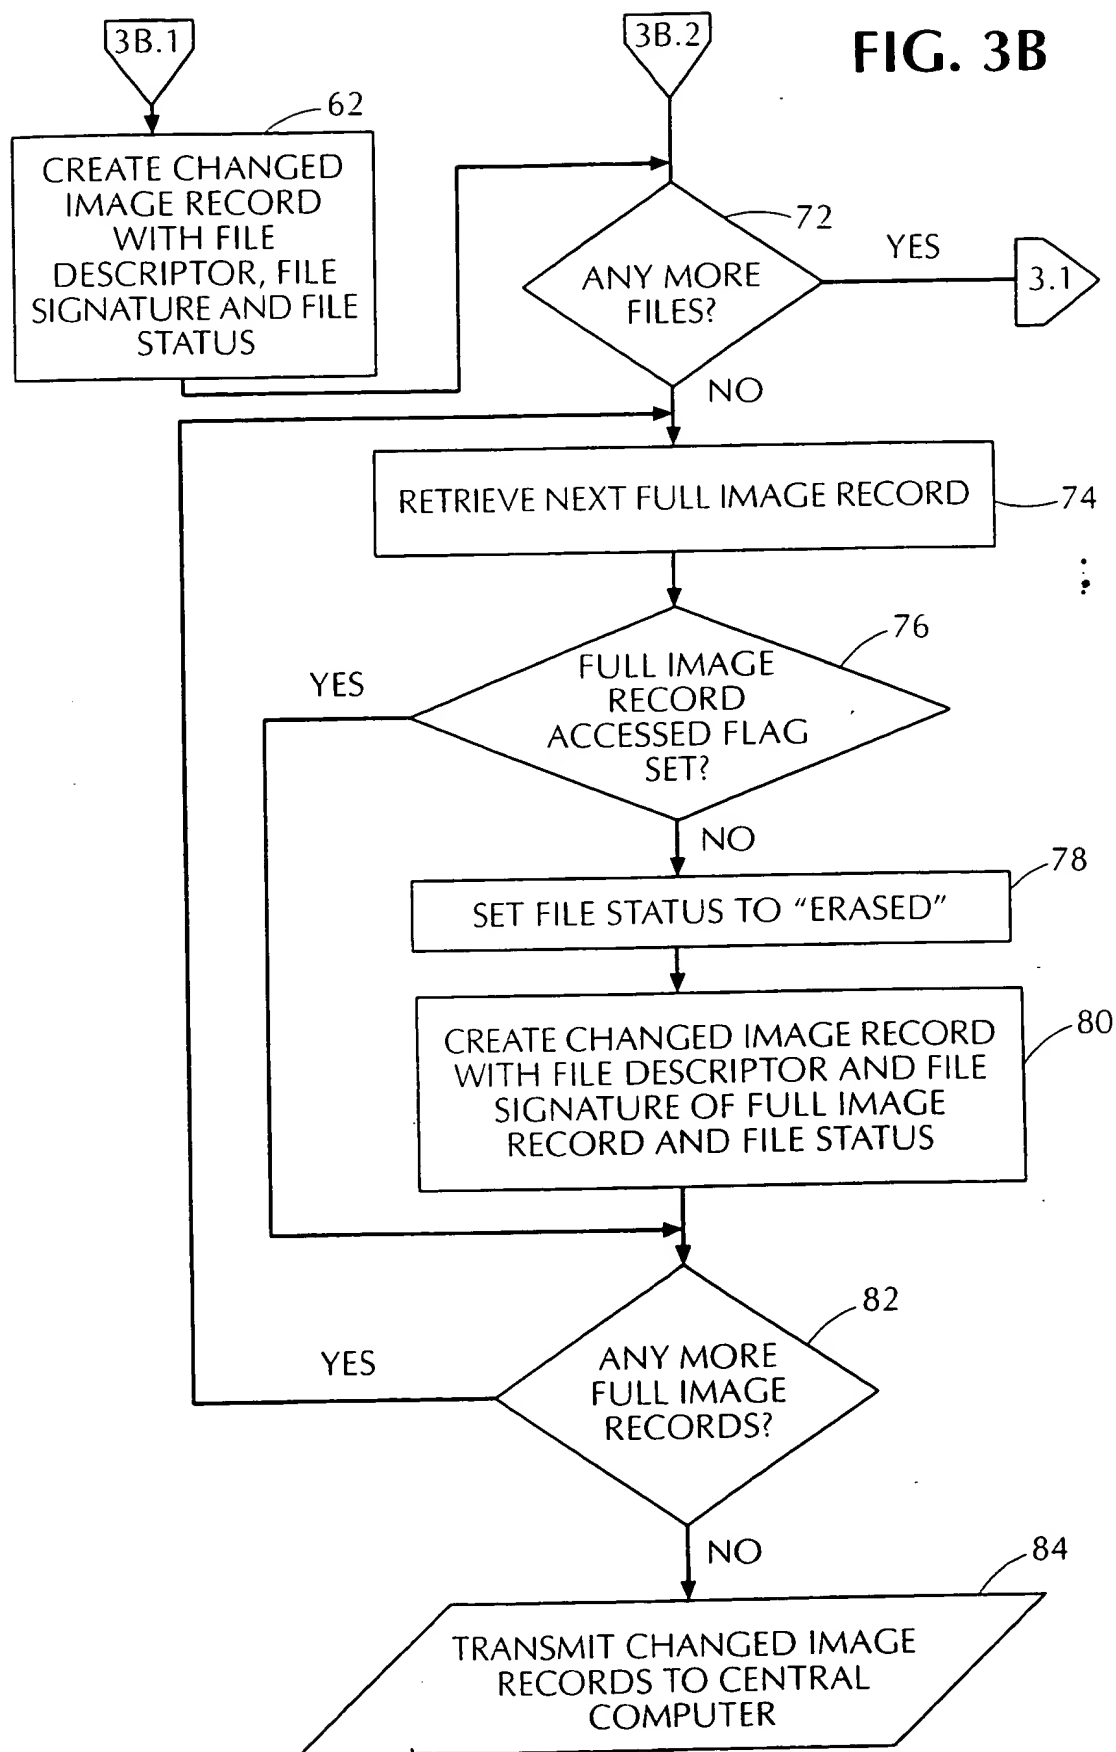 3B.1
3B.2
FIG. 3B
62
CREATE CHANGED
IMAGE RECORD
WITH FILE
DESCRIPTOR, FILE
SIGNATURE AND FILE
STATUS
72
ANY MORE
FILES?
YES
3.1
NO
RETRIEVE NEXT FULL IMAGE RECORD
74
76
FULL IMAGE
RECORD
ACCESSED FLAG
SET?
YES
NO
78
SET FILE STATUS TO “ERASED”
80
CREATE CHANGED IMAGE RECORD
WITH FILE DESCRIPTOR AND FILE
SIGNATURE OF FULL IMAGE
RECORD AND FILE STATUS
82
ANY MORE
FULL IMAGE
RECORDS?
YES
NO
84
TRANSMIT CHANGED IMAGE
RECORDS TO CENTRAL
COMPUTER